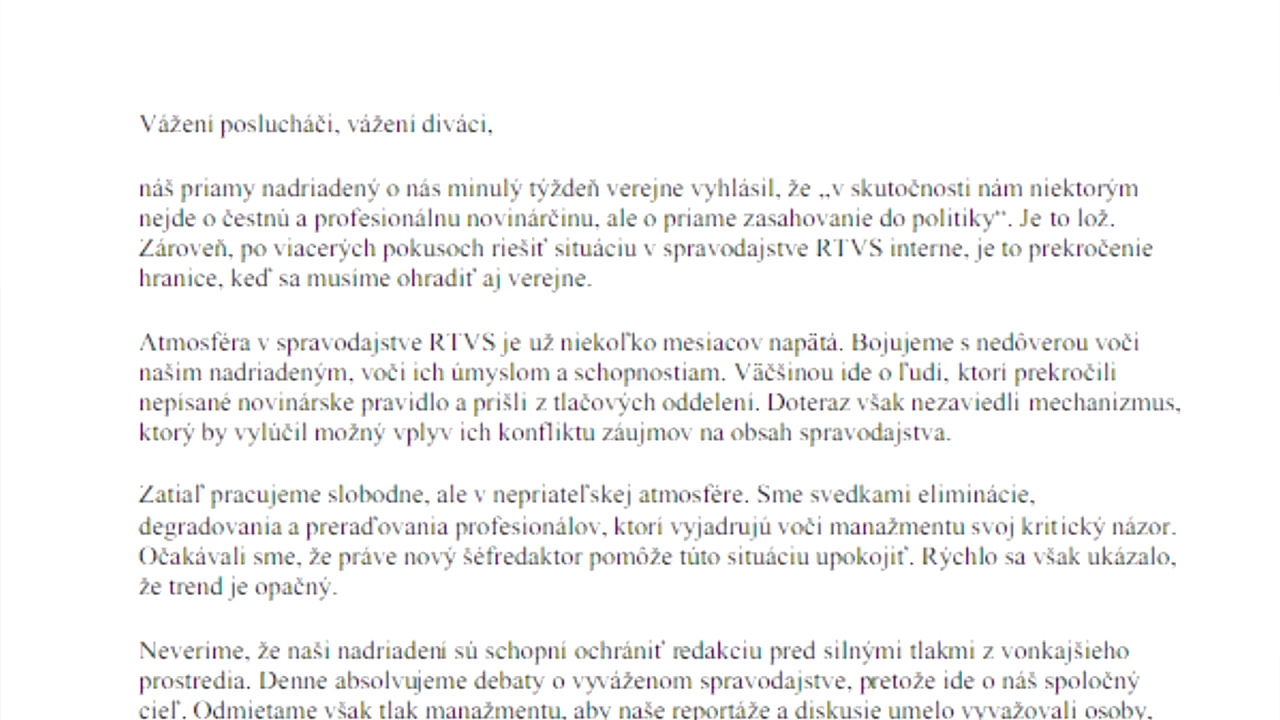 Vážení poslucháči, vážení diváci,
náš priamy nadriadený o nás minulý týždeň verejne vyhlásil, že „v skutočnosti nám niektorým
nejde o čestnú a profesionálnu novinárčinu, ale o priame zasahovanie do politiky“. Je to lož.
Zároveň, po viacerých pokusoch riešiť situáciu v spravodajstve RTVS interne, je to prekročenie
hranice, keď sa musíme ohradiť aj verejne.
Atmosféra v spravodajstve RTVS je už niekoľko mesiacov napätá. Bojujeme s nedôverou voči
našim nadriadeným, voči ich úmyslom a schopnostiam. Väčšinou ide o ľudí, ktorí prekročili
nepísané novinárske pravidlo a prišli z tlačových oddelení. Doteraz však nezaviedli mechanizmus,
ktorý by vylúčil možný vplyv ich konfliktu záujmov na obsah spravodajstva.
Zatiaľ pracujeme slobodne, ale v nepriateľskej atmosfére. Sme svedkami eliminácie,
degradovania a preraďovania profesionálov, ktorí vyjadrujú voči manažmentu svoj kritický názor.
Očakávali sme, že práve nový šéfredaktor pomôže túto situáciu upokojiť. Rýchlo sa však ukázalo,
že trend je opačný.
Neveríme, že naši nadriadení sú schopní ochrániť redakciu pred silnými tlakmi z vonkajšieho
prostredia. Denne absolvujeme debaty o vyváženom spravodajstve, pretože ide o náš spoločný
cieľ. Odmietame však tlak manažmentu, aby naše reportáže a diskusie umelo vyvažovali osoby,